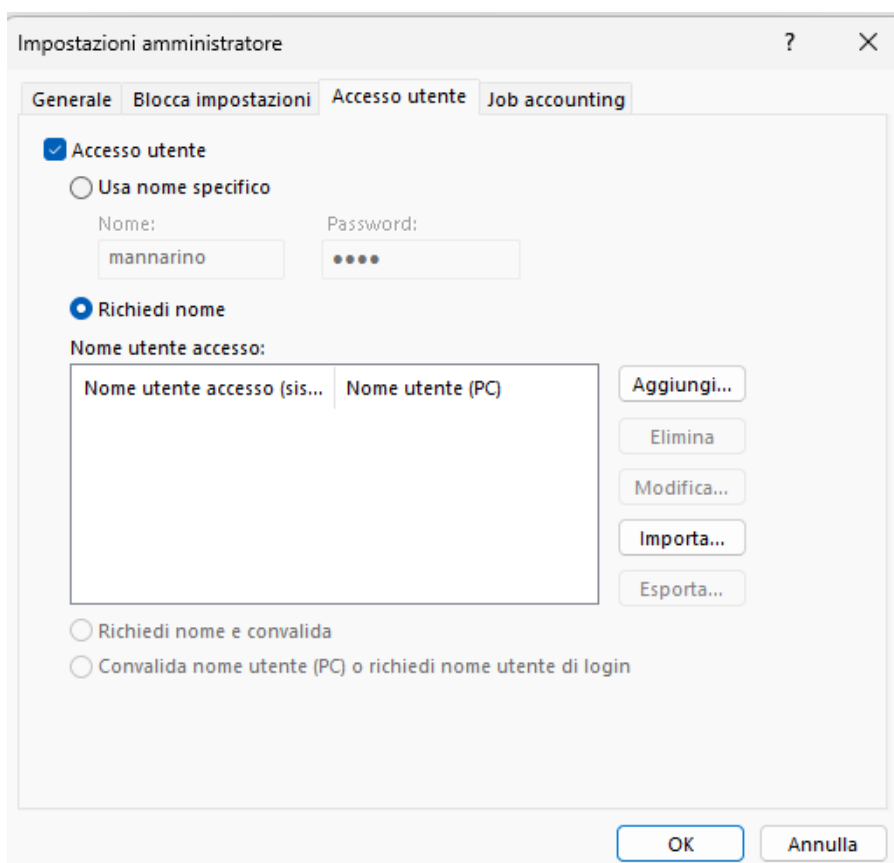 Impostazioni amministratore ?
Generale Blocca impostazioni Accesso utente Job accounting
Accesso utente
Usa nome specifico
Nome: Password:
mannarino ••••
Richiedi nome
Nome utente accesso:
Nome utente accesso (sis... Nome utente (PC)
Aggiungi...
Elimina
Modifica...
Importa...
Esporta...
Richiedi nome e convalida
Convalida nome utente (PC) o richiedi nome utente di login
OK Annulla